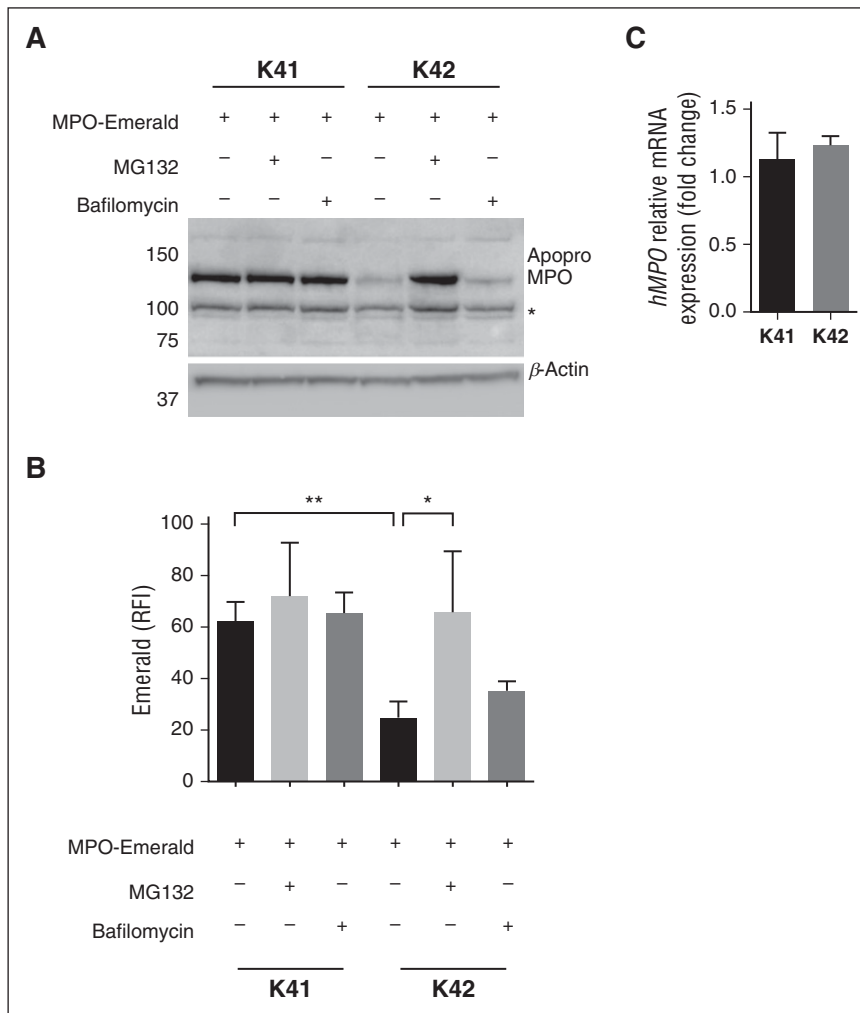 A
K41 K42
MPO-Emerald + + + + + +
MG132 – + – – + –
Bafilomycin – – + – – +
150
Apopro
MPO
100
*
75
β-Actin
37
B
** *
100
80
60
40
20
0
Emerald (RFI)
MPO-Emerald + + + + + +
MG132 – + – – + –
Bafilomycin – – + – – +
K41 K42
C
hMPO relative mRNA
expression (fold change)
1.5
1.0
0.5
0.0
K41 K42